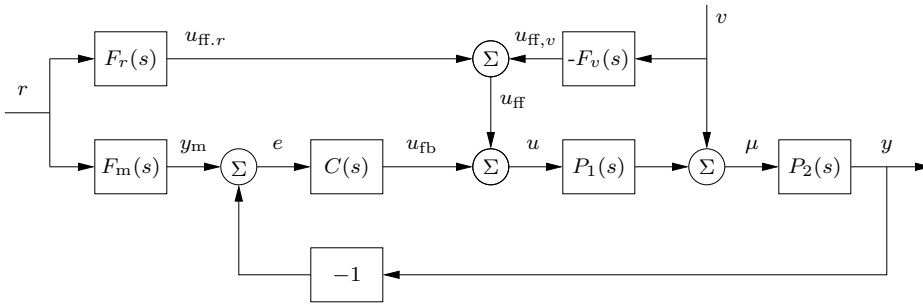 v
u_ff.r
u_ff,v
F_r(s)
Σ
-F_v(s)
r
u_ff
y_m
e
u_fb
u
μ
y
F_m(s)
Σ
C(s)
Σ
P_1(s)
Σ
P_2(s)
−1